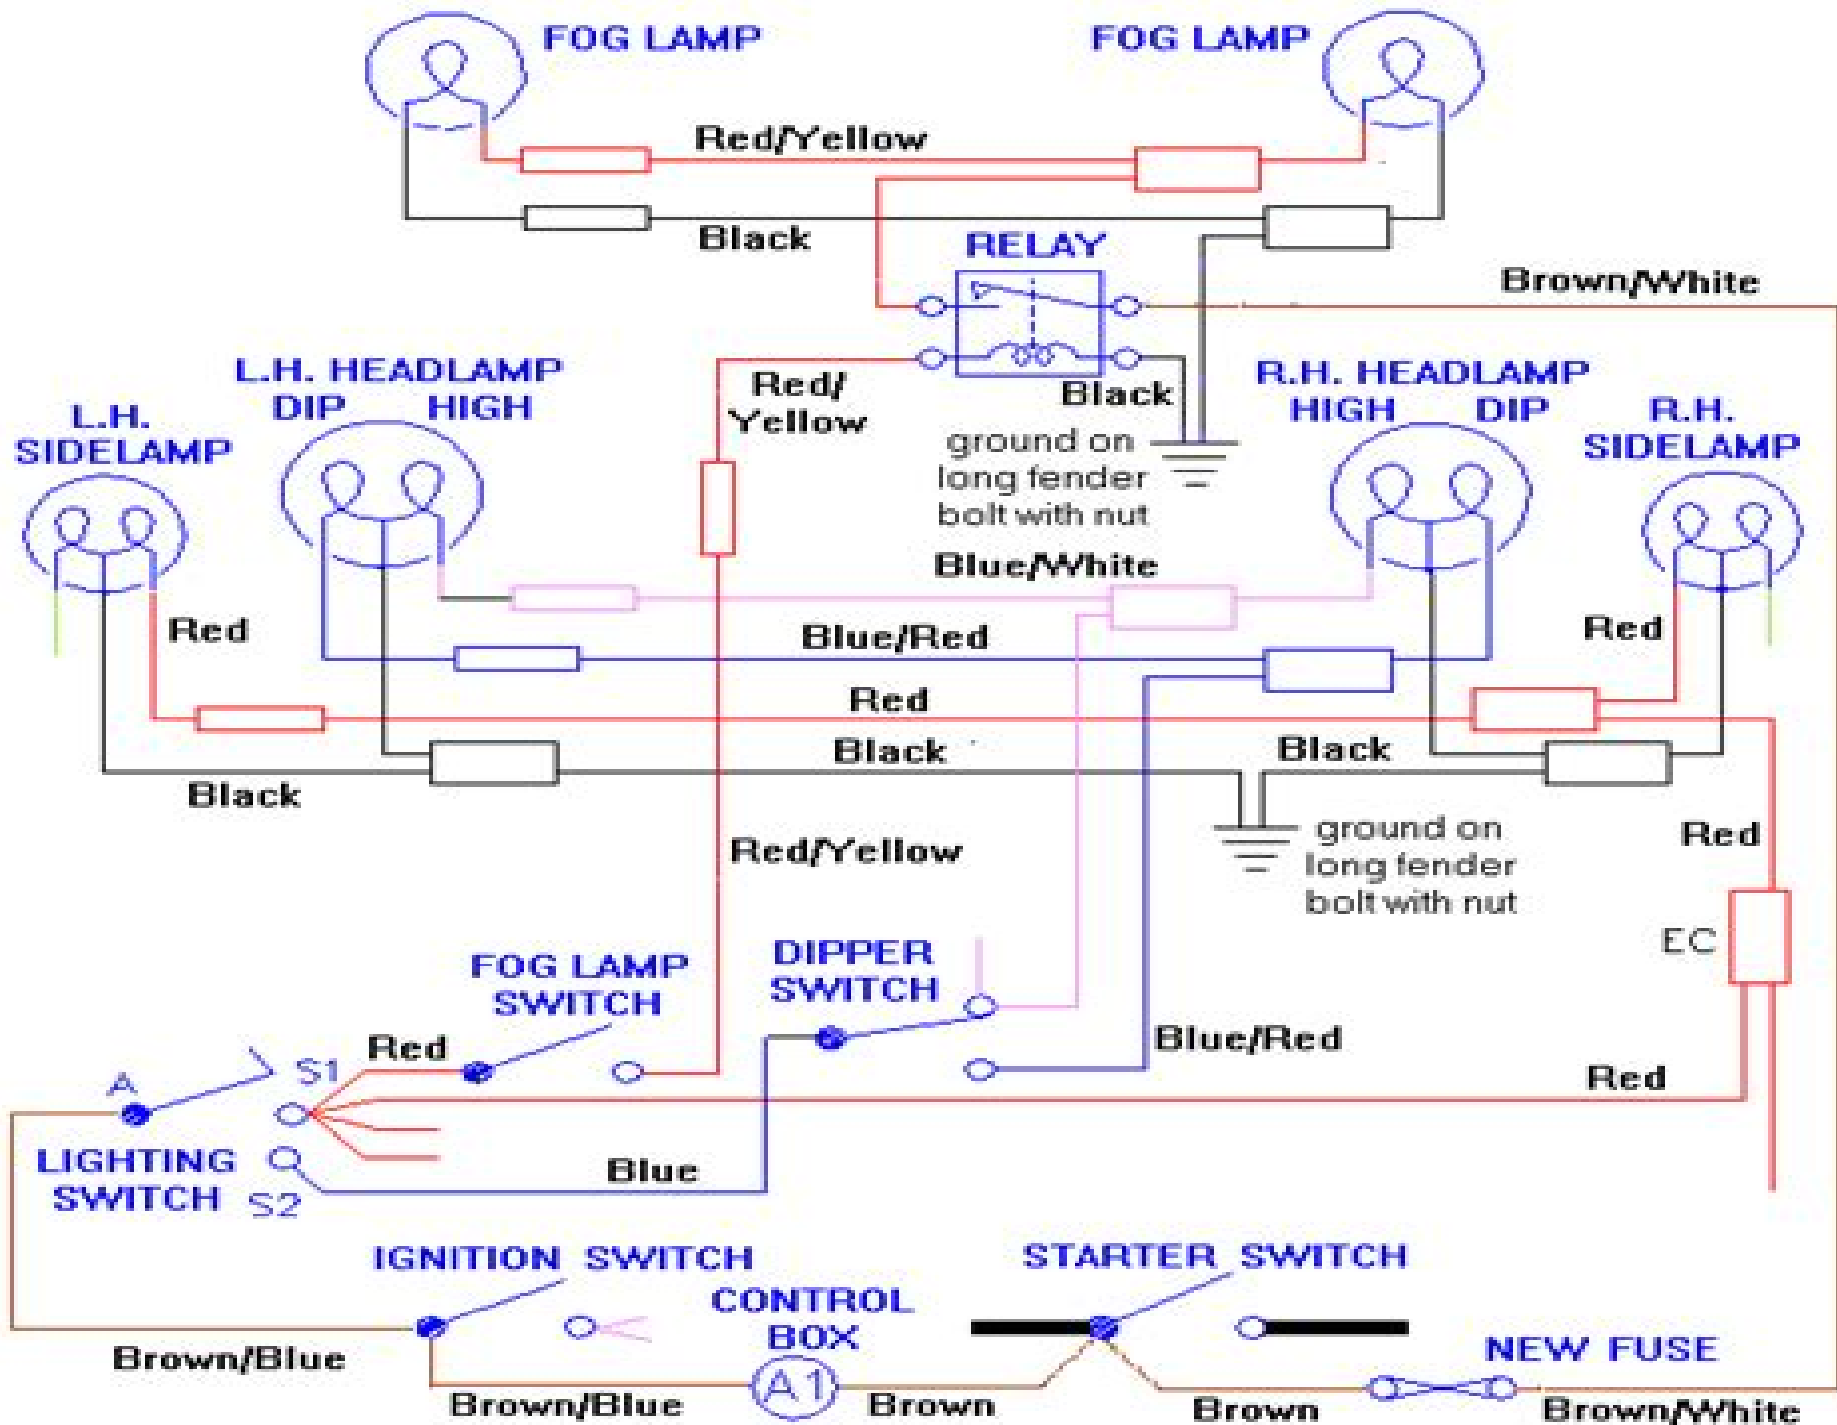 FOG LAMP
FOG LAMP
Red/Yellow
Black
RELAY
Brown/White
L.H. HEADLAMP
DIP HIGH
R.H. HEADLAMP
HIGH DIP
L.H.
SIDELAMP
Red/
Yellow
Black
R.H.
SIDELAMP
ground on
long fender
bolt with nut
Blue/White
Red
Blue/Red
Red
Red
Black
Black
Black
Red/Yellow
ground on
long fender
bolt with nut
Red
EC
FOG LAMP
SWITCH
DIPPER
SWITCH
Red
S1
A
Blue/Red
Red
LIGHTING
SWITCH
S2
Blue
IGNITION SWITCH
STARTER SWITCH
CONTROL
BOX
NEW FUSE
Brown/Blue
A1
Brown/Blue
Brown
Brown
Brown/White